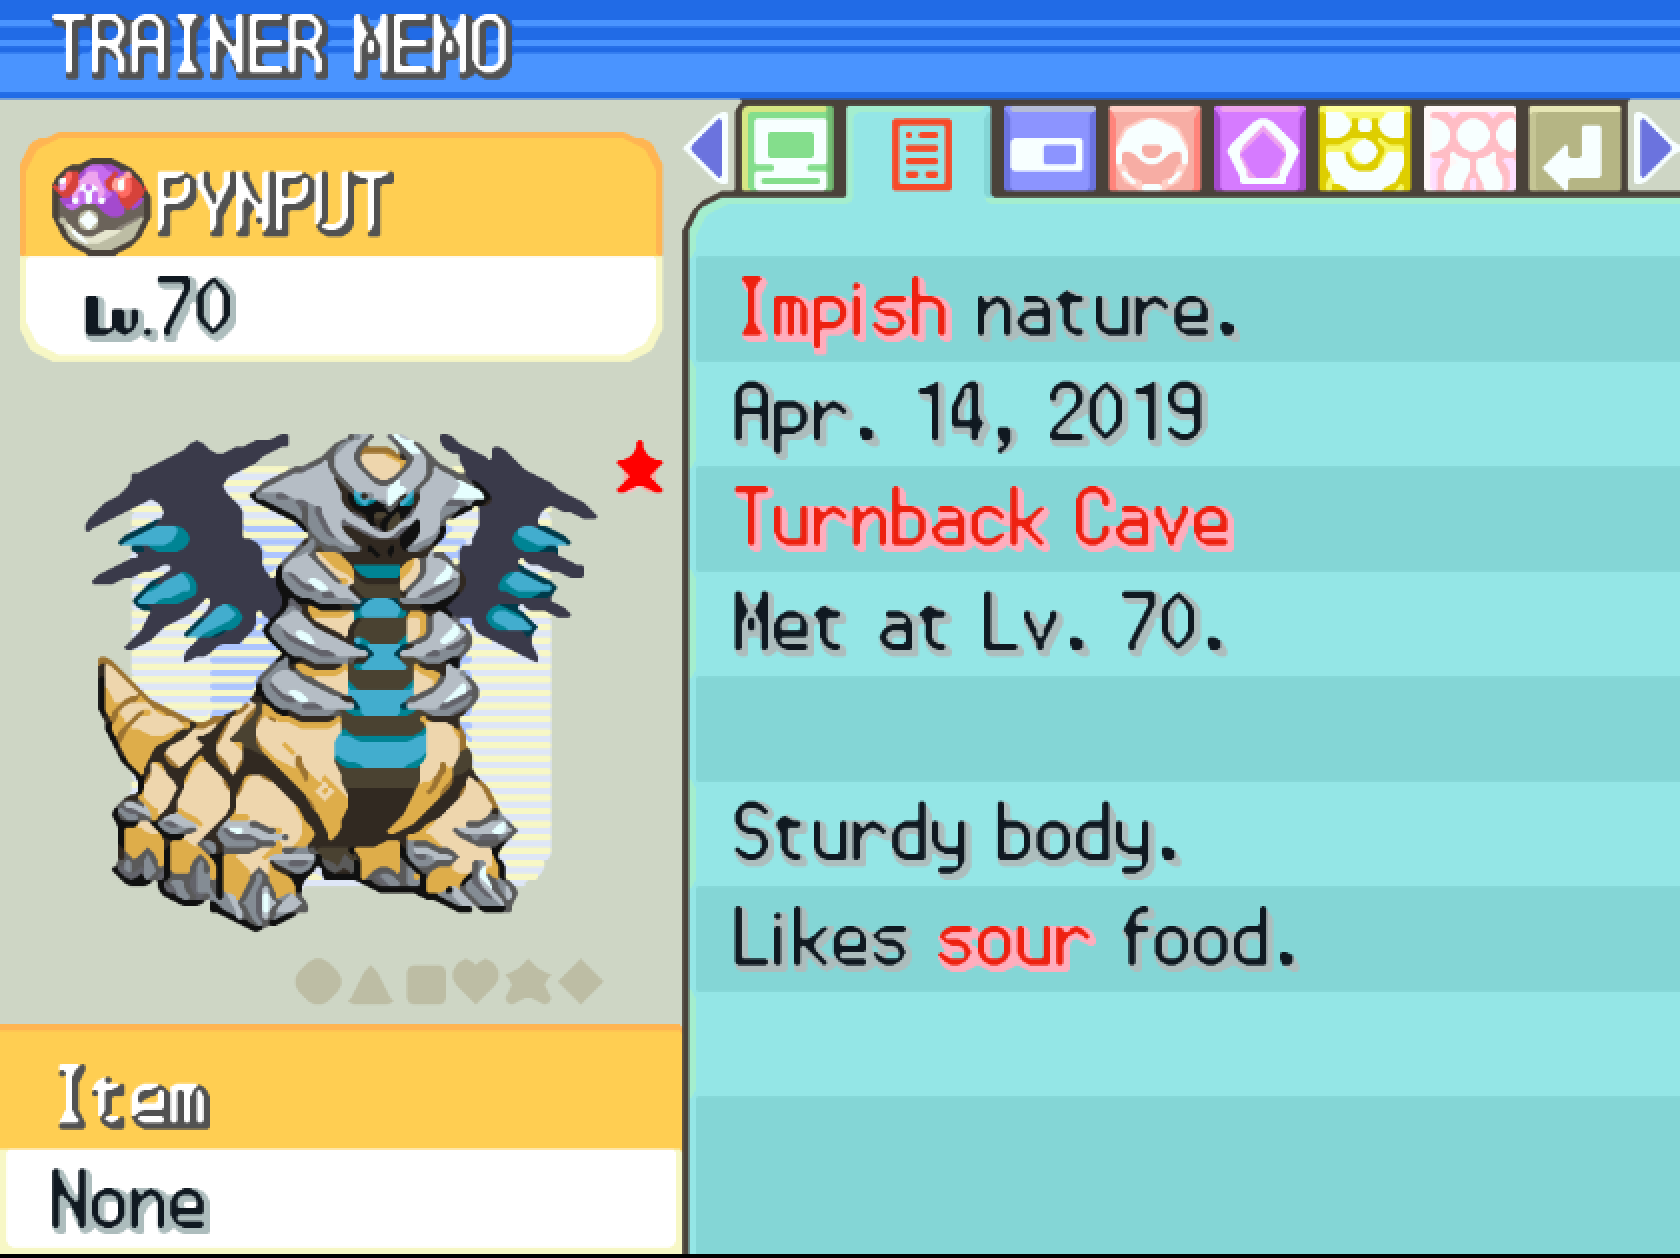 TRAINER MEMO
PYNPUT
Lv.70
Impish nature.
Apr. 14, 2019
Turnback Cave
Met at Lv. 70.
Sturdy body.
Likes sour food.
Item
None